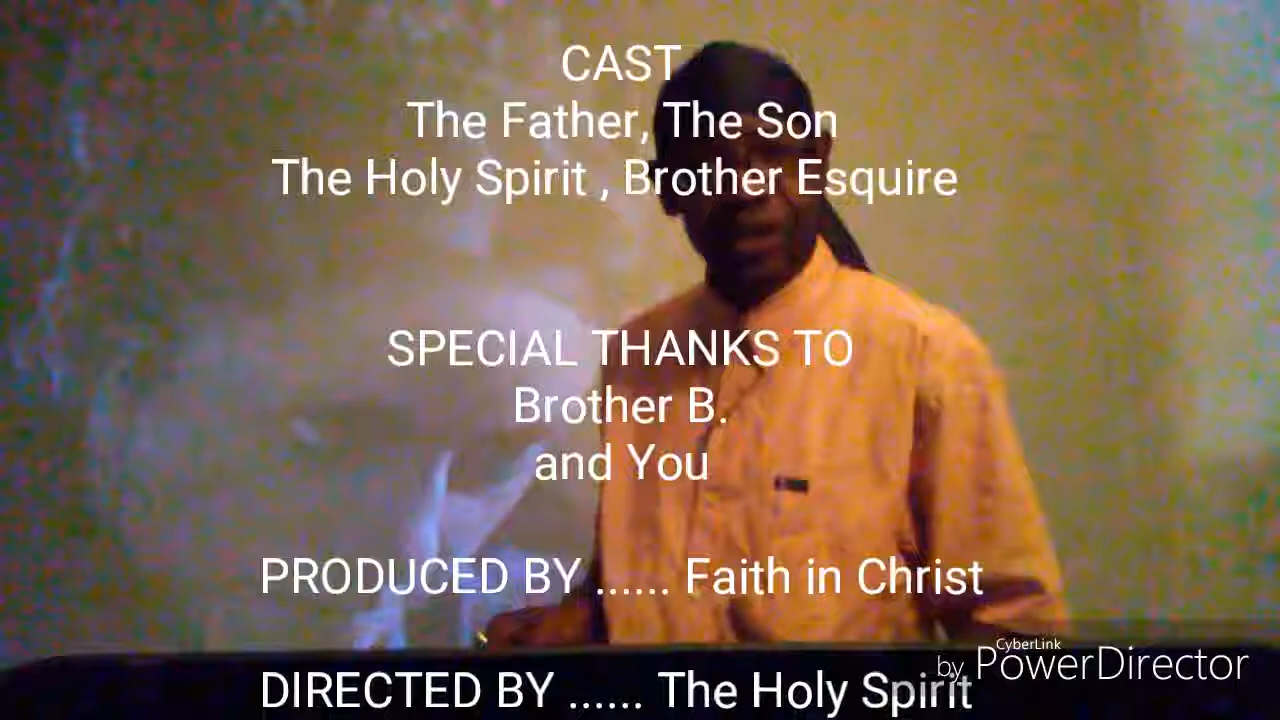 CAST
The Father, The Son
The Holy Spirit , Brother Esquire
SPECIAL THANKS TO
Brother B.
and You
PRODUCED BY ...... Faith in Christ
DIRECTED BY ...... The Holy Spirit
CyberLink
by PowerDirector